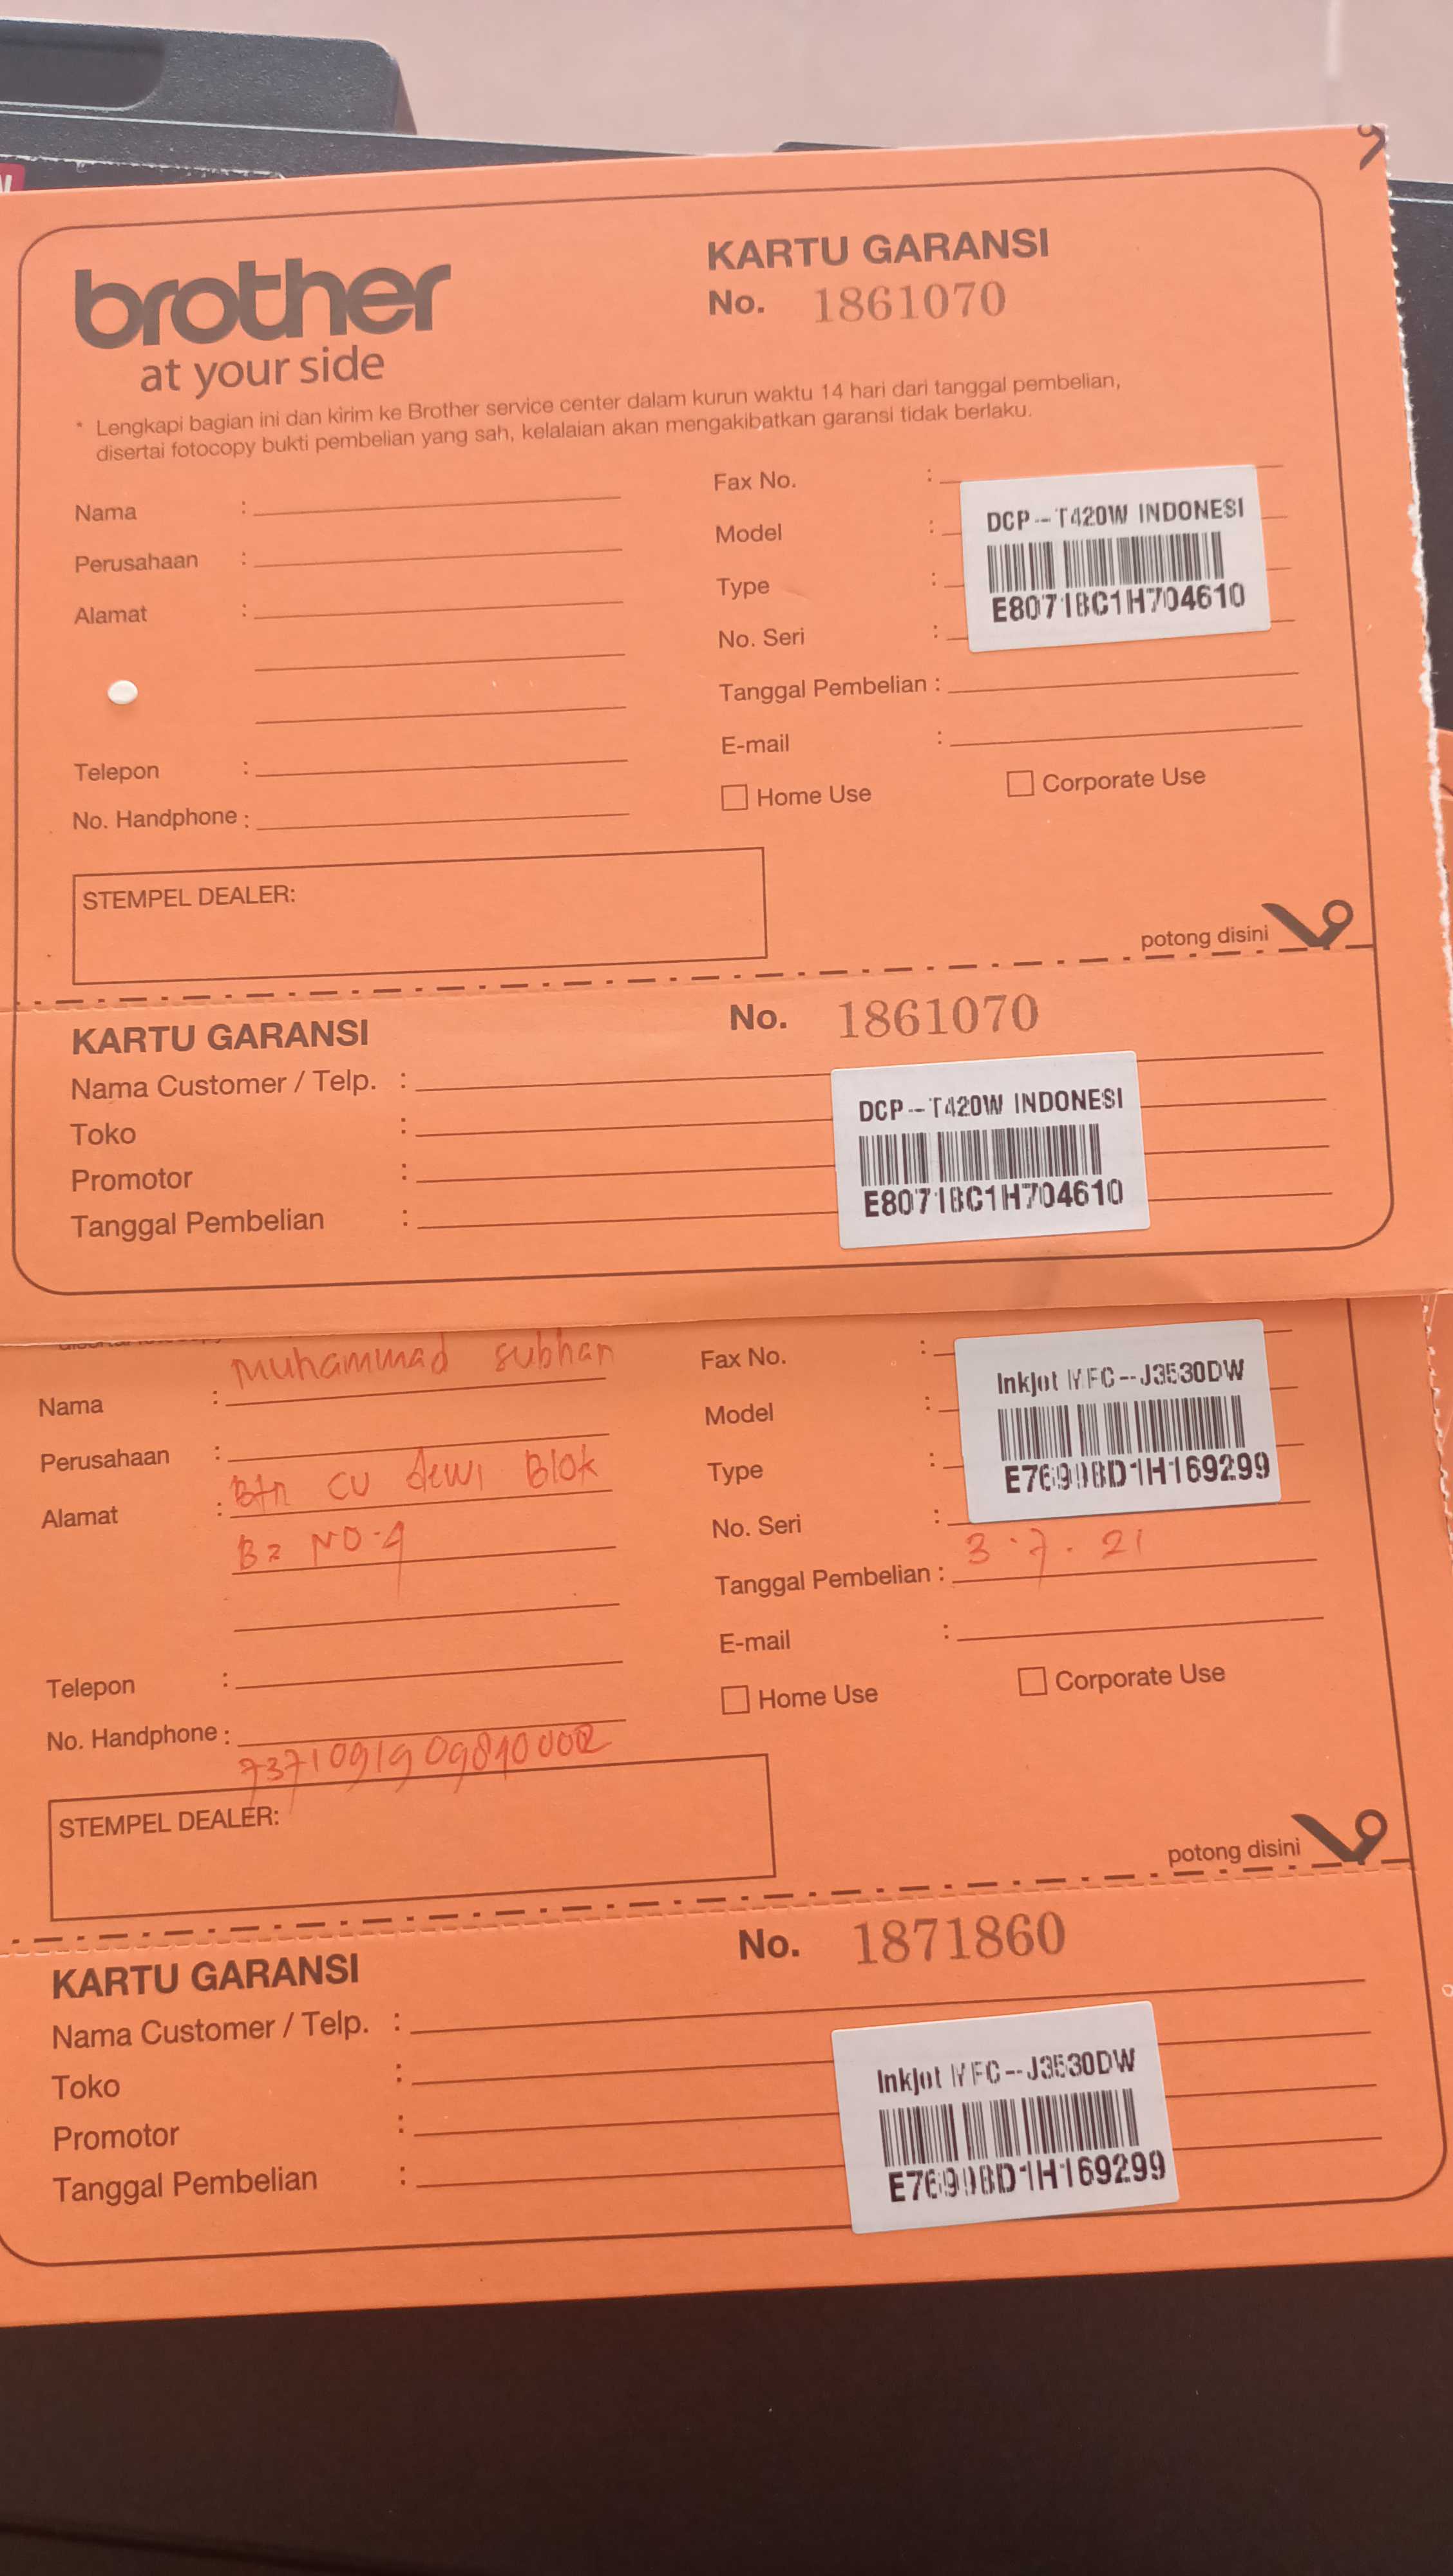 brother
at your side
KARTU GARANSI
No. 1861070
* Lengkapi bagian ini dan kirim ke Brother service center dalam kurun waktu 14 hari dari tanggal pembelian,
disertai fotocopy bukti pembelian yang sah, kelalaian akan mengakibatkan garansi tidak berlaku.
Nama :
Perusahaan :
Alamat :
Telepon :
No. Handphone :
Fax No. :
Model :
Type :
No. Seri :
DCP--T420W INDONESI
E80718C1H704610
Tanggal Pembelian :
E-mail :
Home Use
Corporate Use
STEMPEL DEALER:
potong disini
KARTU GARANSI
No. 1861070
Nama Customer / Telp. :
Toko :
Promotor :
Tanggal Pembelian :
DCP--T420W INDONESI
E80718C1H704610
Nama : Muhammad subhan
Perusahaan :
Alamat : Btn CV dewi Blok
B2 NO.9
Telepon :
No. Handphone :
Fax No. :
Model :
Type :
No. Seri :
InkJet MFC--J3530DW
Tanggal Pembelian : 3.7.21
E-mail :
Home Use
Corporate Use
STEMPEL DEALER:
potong disini
KARTU GARANSI
No. 1871860
Nama Customer / Telp. :
Toko :
Promotor :
Tanggal Pembelian :
InkJet MFC--J3530DW